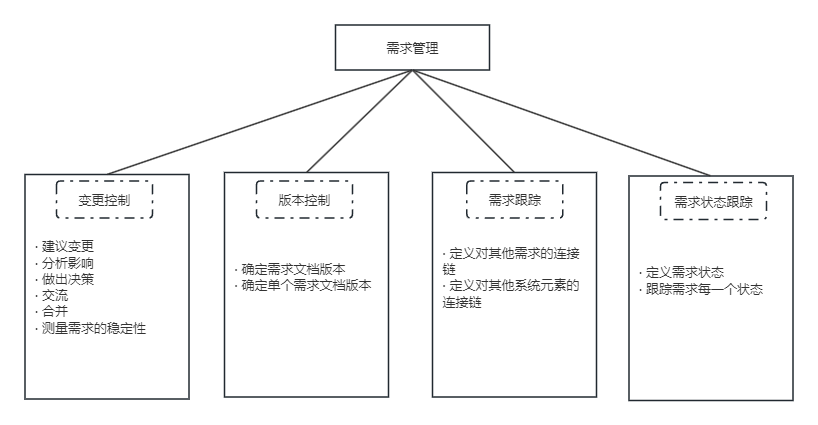 需求管理
变更控制
· 建议变更
· 分析影响
· 做出决策
· 交流
· 合并
· 测量需求的稳定性
版本控制
· 确定需求文档版本
· 确定单个需求文档版本
需求跟踪
· 定义对其他需求的连接
链
· 定义对其他系统元素的
连接链
需求状态跟踪
· 定义需求状态
· 跟踪需求每一个状态